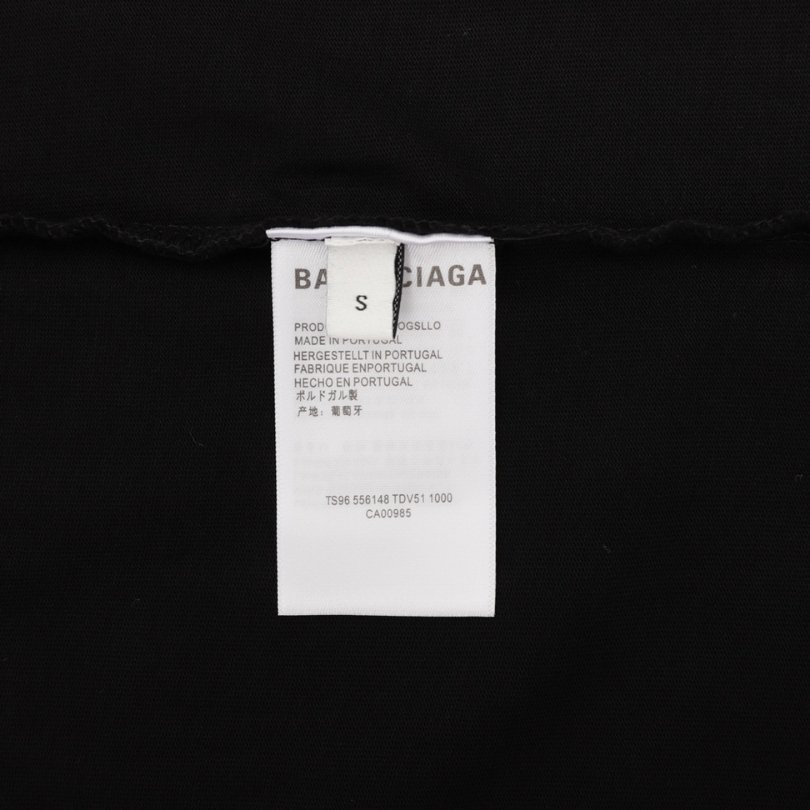 BA CIAGA
S
PROD OGSLLO
MADE IN PORTUGAL
HERGESTELLT IN PORTUGAL
FABRIQUE ENPORTUGAL
HECHO EN PORTUGAL
ポルドガル製
产地: 葡萄牙
TS96 556148 TDV51 1000
CA00985